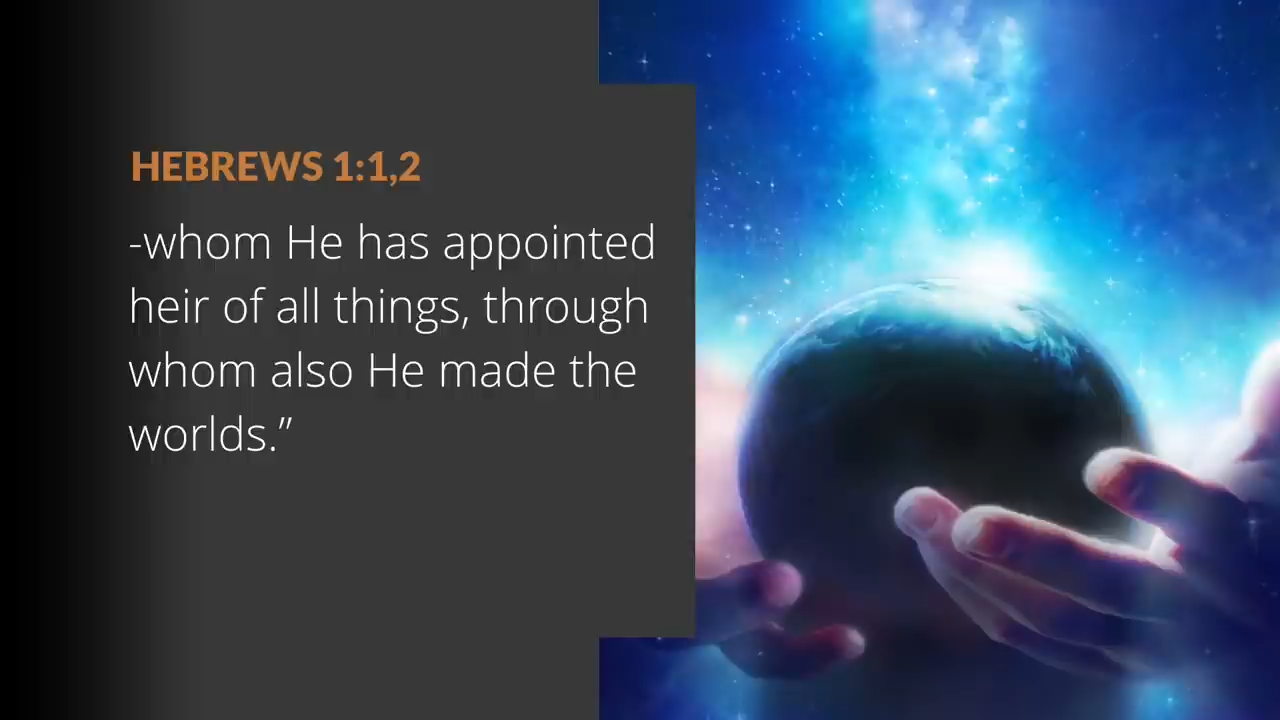 HEBREWS 1:1,2
-whom He has appointed
heir of all things, through
whom also He made the
worlds.”